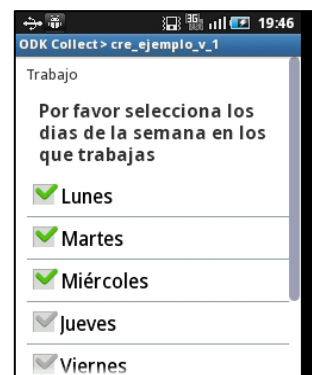 3G 19:46
ODK Collect > cre_ejemplo_v_1
Trabajo
Por favor selecciona los
dias de la semana en los
que trabajas
Lunes
Martes
Miércoles
Jueves
Viernes